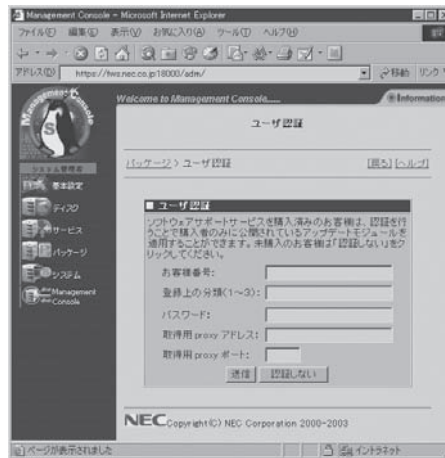 Management Console - Microsoft Internet Explorer
ファイル(F) 編集(E) 表示(V) お気に入り(A) ツール(T) ヘルプ(H)
アドレス(D) https://fws.nec.co.jp:18000/adm/ 移動 リンク
Management Console
Welcome to Management Console.....
Information
ユーザ認証
パッケージ > ユーザ認証 [戻る] [ヘルプ]
システム管理者
基本設定
ディスク
サービス
パッケージ
システム
Management Console
■ ユーザ認証
ソフトウェアサポートサービスを購入済みのお客様は、認証を行
うことで購入者のみに公開されているアップデートモジュールを
適用することができます。未購入のお客様は「認証しない」をク
リックしてください。
お客様番号:
登録上の分類(1～3):
パスワード:
取得用 proxy アドレス:
取得用 proxy ポート:
送信 認証しない
NEC Copyright(C) NEC Corporation 2000-2003
ページが表示されました
イントラネット